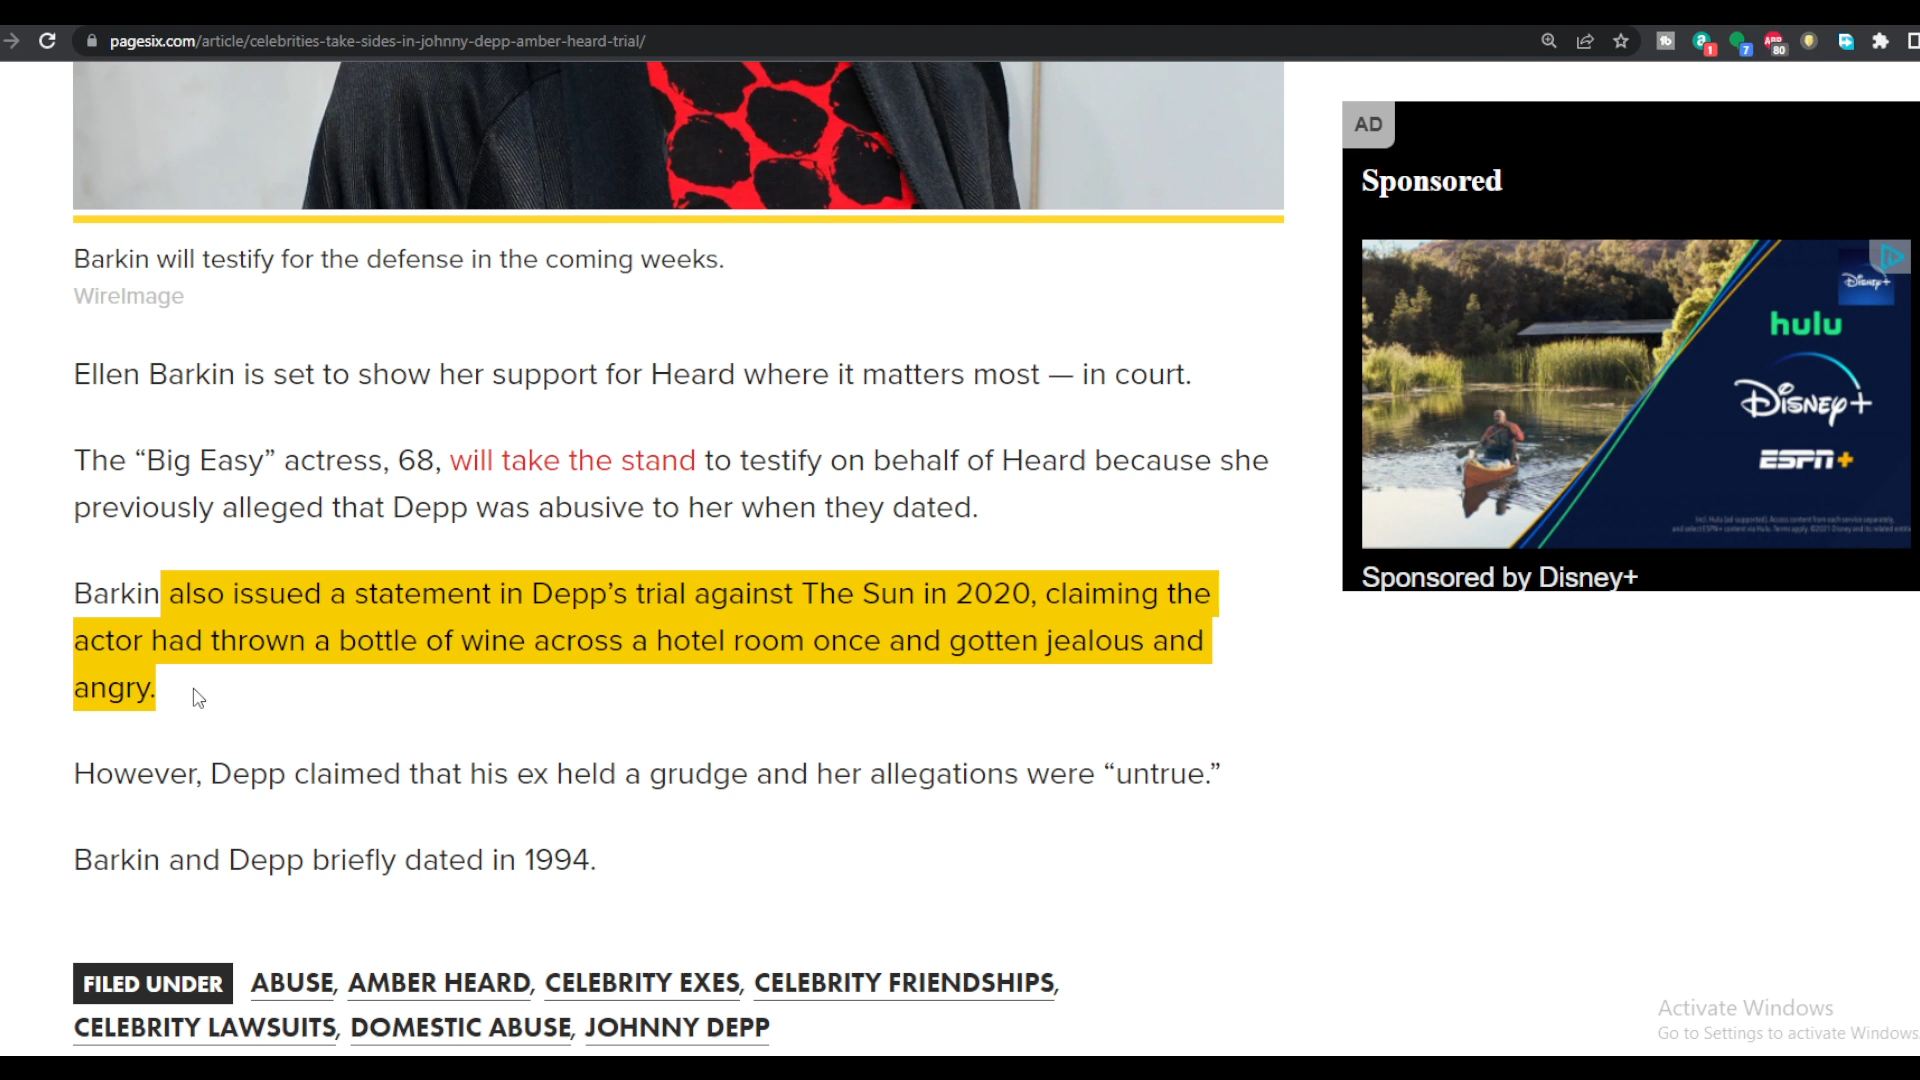 pagesix.com/article/celebrities-take-sides-in-johnny-depp-amber-heard-trial/
1
7
80
AD
Sponsored
Disney+
hulu
Disney+
ESPN+
Sponsored by Disney+
Barkin will testify for the defense in the coming weeks.
WireImage
Ellen Barkin is set to show her support for Heard where it matters most — in court.
The “Big Easy” actress, 68, will take the stand to testify on behalf of Heard because she
previously alleged that Depp was abusive to her when they dated.
Barkin also issued a statement in Depp’s trial against The Sun in 2020, claiming the
actor had thrown a bottle of wine across a hotel room once and gotten jealous and
angry.
However, Depp claimed that his ex held a grudge and her allegations were “untrue.”
Barkin and Depp briefly dated in 1994.
FILED UNDER ABUSE, AMBER HEARD, CELEBRITY EXES, CELEBRITY FRIENDSHIPS,
CELEBRITY LAWSUITS, DOMESTIC ABUSE, JOHNNY DEPP
Activate Windows
Go to Settings to activate Windows.